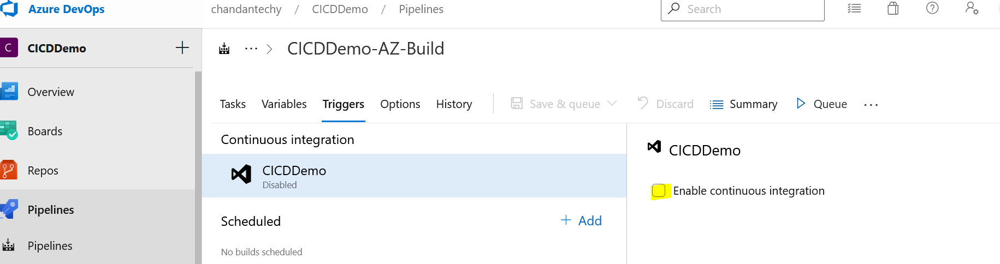 Azure DevOps
chandantechy / CICDDemo / Pipelines
Search
C
CICDDemo
Overview
Boards
Repos
Pipelines
Pipelines
... > CICDDemo-AZ-Build
Tasks Variables Triggers Options History Save & queue Discard Summary Queue ...
Continuous integration
CICDDemo
Disabled
Scheduled
+ Add
No builds scheduled
CICDDemo
Enable continuous integration